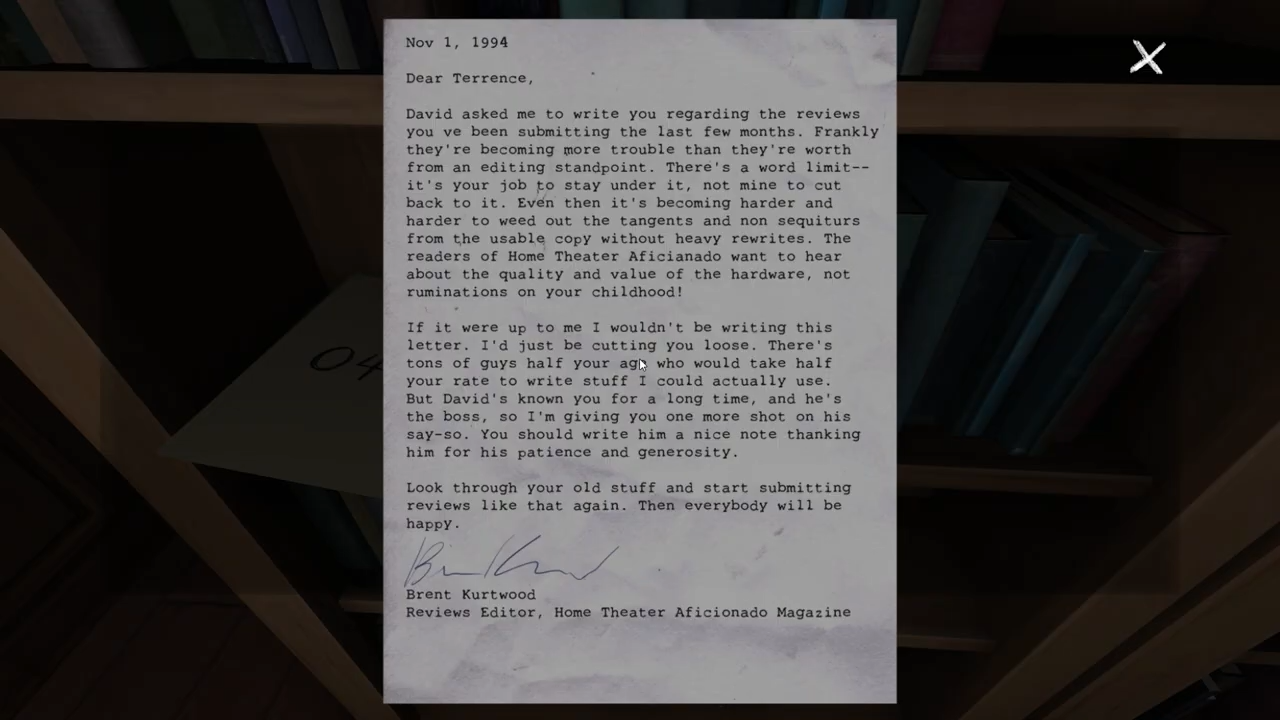 Nov 1, 1994
Dear Terrence,
David asked me to write you regarding the reviews
you ve been submitting the last few months. Frankly
they're becoming more trouble than they're worth
from an editing standpoint. There's a word limit--
it's your job to stay under it, not mine to cut
back to it. Even then it's becoming harder and
harder to weed out the tangents and non sequiturs
from the usable copy without heavy rewrites. The
readers of Home Theater Aficianado want to hear
about the quality and value of the hardware, not
ruminations on your childhood!
If it were up to me I wouldn't be writing this
letter. I'd just be cutting you loose. There's
tons of guys half your age who would take half
your rate to write stuff I could actually use.
But David's known you for a long time, and he's
the boss, so I'm giving you one more shot on his
say-so. You should write him a nice note thanking
him for his patience and generosity.
Look through your old stuff and start submitting
reviews like that again. Then everybody will be
happy.
Brent Kurtwood
Reviews Editor, Home Theater Aficionado Magazine